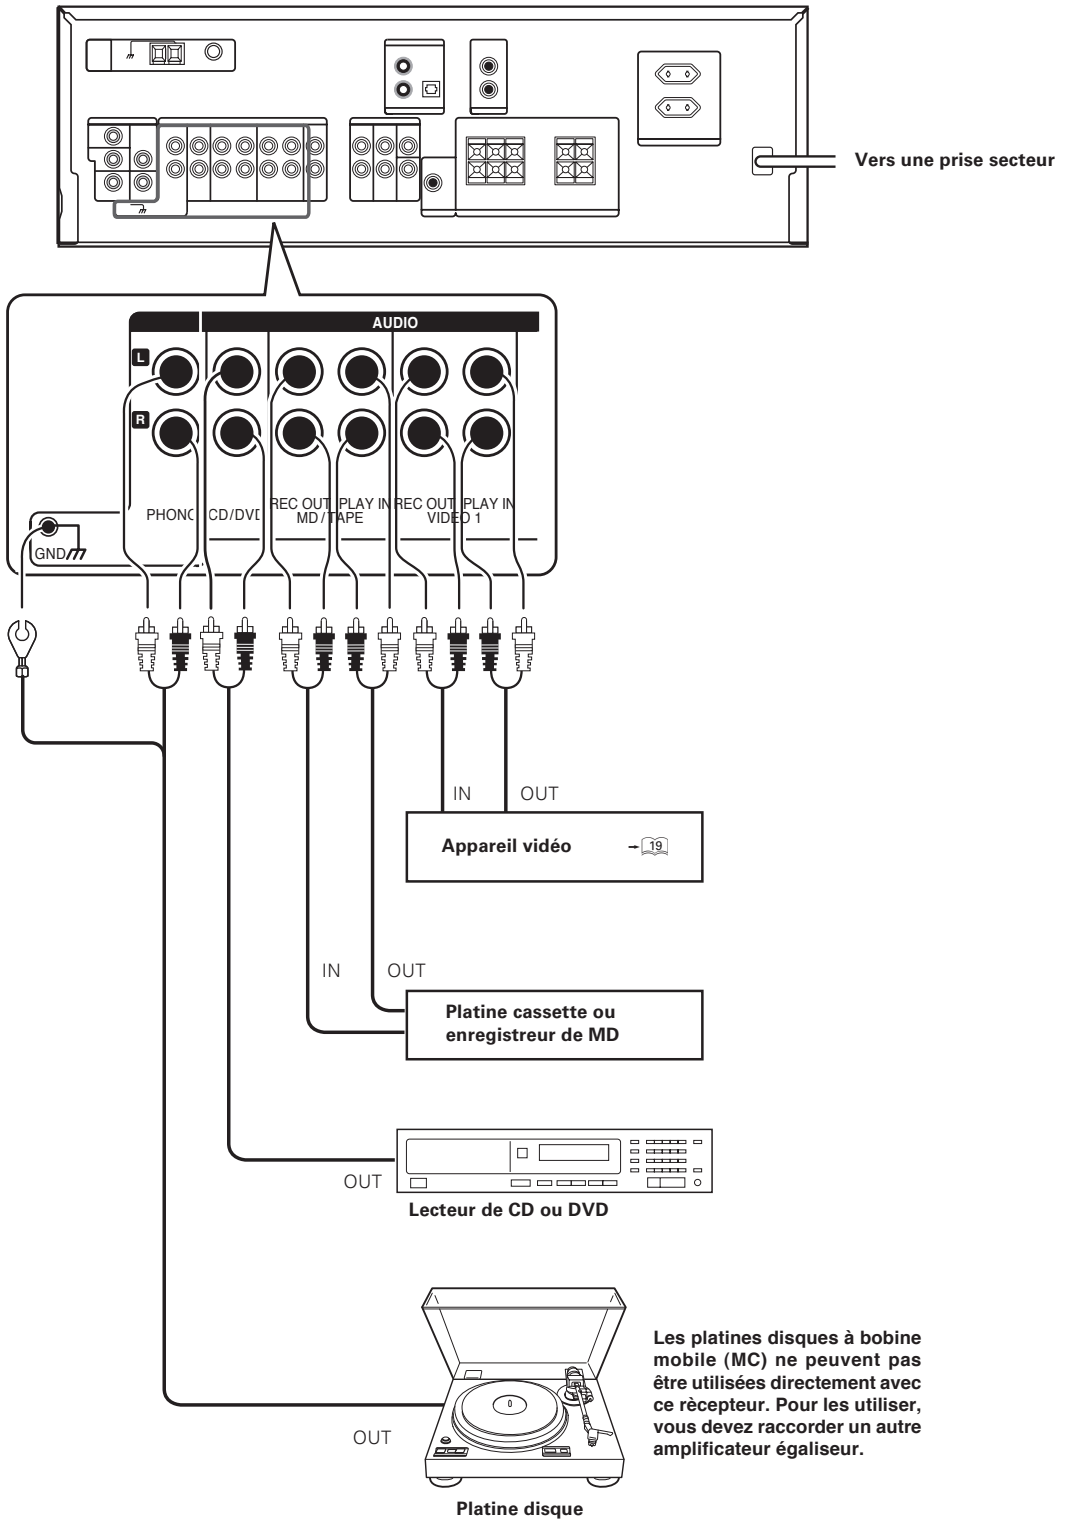 Vers une prise secteur
AUDIO
L
R
REC OUT PLAY IN REC OUT PLAY IN
PHONO CD/DVD MD / TAPE VIDEO 1
GND
IN OUT
Appareil vidéo → 19
IN OUT
Platine cassette ou
enregistreur de MD
OUT
Lecteur de CD ou DVD
Les platines disques à bobine
mobile (MC) ne peuvent pas
être utilisées directement avec
ce rècepteur. Pour les utiliser,
vous devez raccorder un autre
amplificateur égaliseur.
OUT
Platine disque